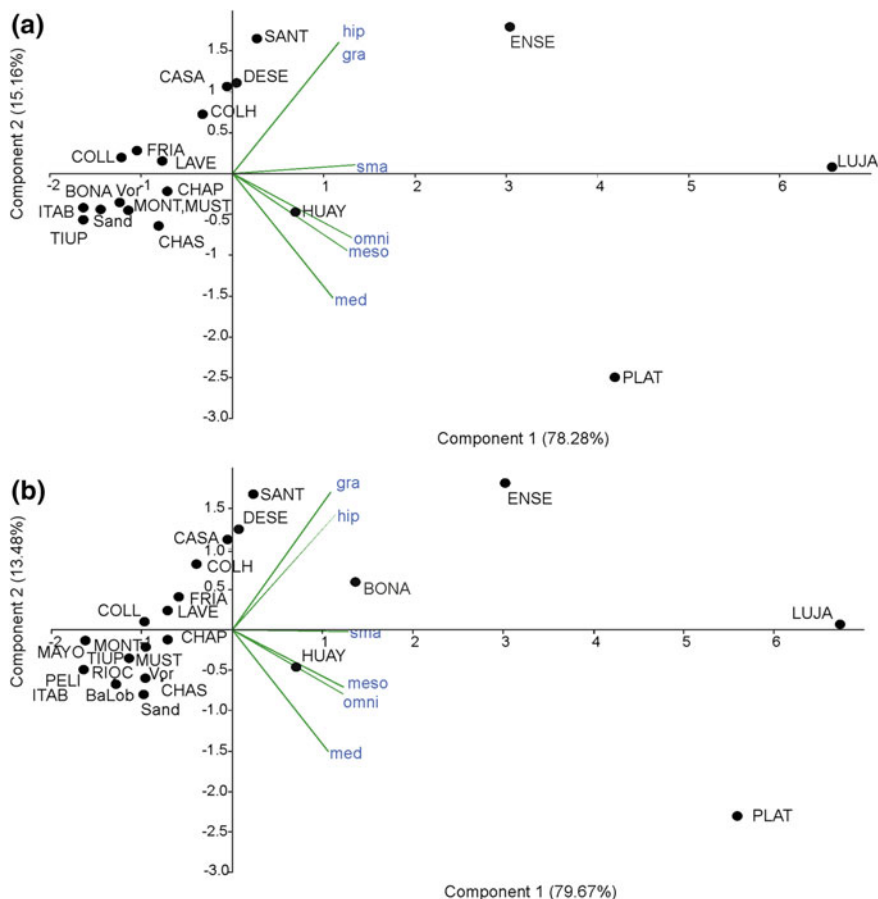 (a)
Component 2 (15.16%)
1.5
1
0.5
-0.5
-1
-1.5
-2.0
-2.5
-3.0
-2 -1 1 2 3 4 5 6
SANT
hip
gra
ENSE
CASA
DESE
COLH
COLL
FRIA
LAVE
sma
LUJA
BONA
Vor
CHAP
ITAB
Sand
MONT,MUST
HUAY
TIUP
CHAS
omni
meso
med
PLAT
Component 1 (78.28%)
(b)
Component 2 (13.48%)
1.5
1.0
0.5
-0.5
-1.0
-1.5
-2.0
-2.5
-3.0
-2 -1 1 2 3 4 5 6
SANT
gra
ENSE
DESE
hip
CASA
COLH
BONA
FRIA
COLL
LAVE
LUJA
CHAP
sma
MAYO
MONT
TIUP
MUST
HUAY
PELI
RIOC
Vor
meso
ITAB
BaLob
CHAS
omni
Sand
med
PLAT
Component 1 (79.67%)